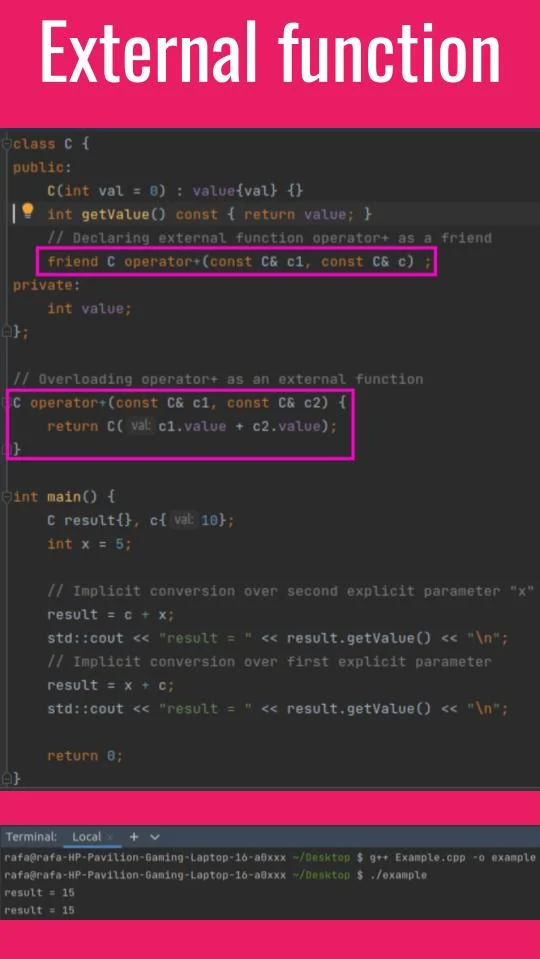 External function
class C {
public:
    C(int val = 0) : value{val} {}
    int getValue() const { return value; }
    // Declaring external function operator+ as a friend
    friend C operator+(const C& c1, const C& c) ;
private:
    int value;
};
// Overloading operator+ as an external function
C operator+(const C& c1, const C& c2) {
    return C( val: c1.value + c2.value);
}
int main() {
    C result{}, c{ val: 10};
    int x = 5;
    // Implicit conversion over second explicit parameter "x"
    result = c + x;
    std::cout << "result = " << result.getValue() << "\n";
    // Implicit conversion over first explicit parameter
    result = x + c;
    std::cout << "result = " << result.getValue() << "\n";
    return 0;
}
Terminal: Local × +
rafa@rafa-HP-Pavilion-Gaming-Laptop-16-a0xxx ~/Desktop $ g++ Example.cpp -o example
rafa@rafa-HP-Pavilion-Gaming-Laptop-16-a0xxx ~/Desktop $ ./example
result = 15
result = 15